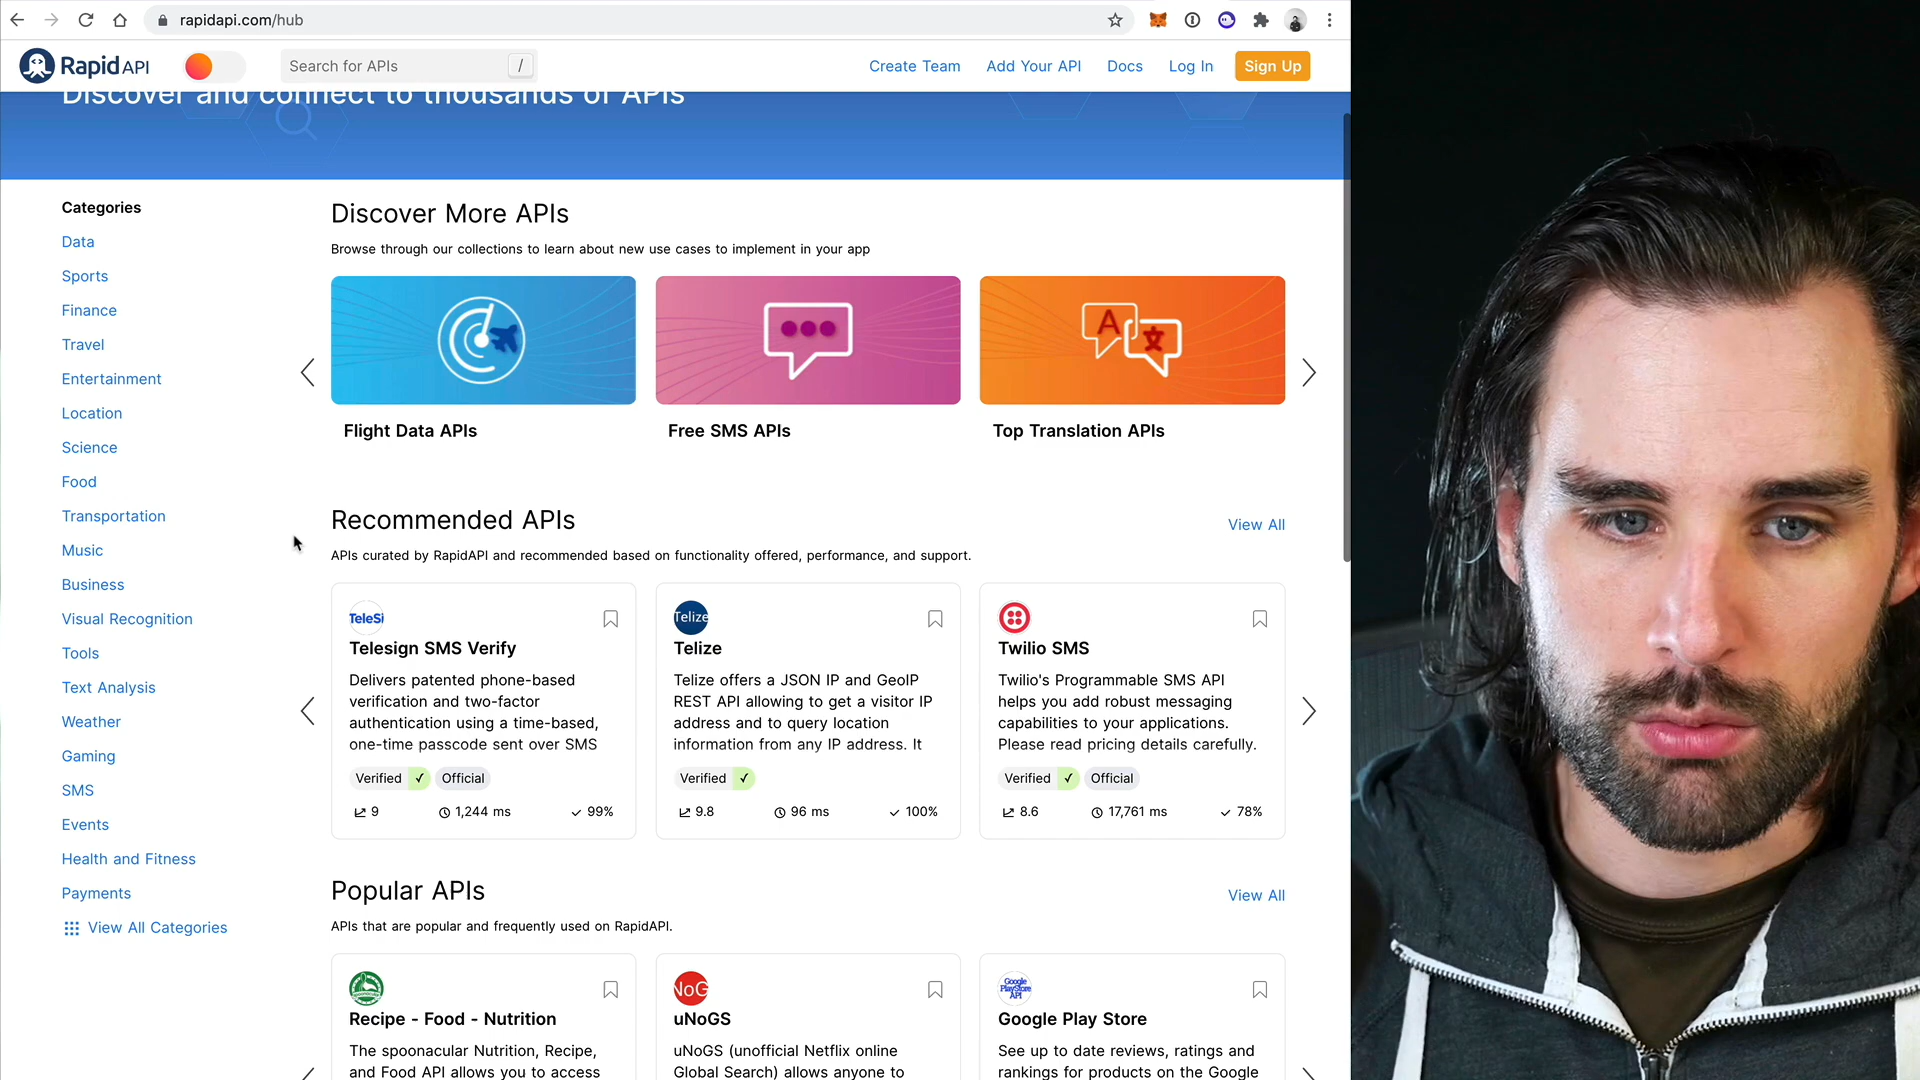 rapidapi.com/hub
RapidAPI
Search for APIs
/
Create Team
Add Your API
Docs
Log In
Sign Up
Discover and connect to thousands of APIs
Categories
Data
Sports
Finance
Travel
Entertainment
Location
Science
Food
Transportation
Music
Business
Visual Recognition
Tools
Text Analysis
Weather
Gaming
SMS
Events
Health and Fitness
Payments
View All Categories
Discover More APIs
Browse through our collections to learn about new use cases to implement in your app
Flight Data APIs
Free SMS APIs
A 文
Top Translation APIs
Recommended APIs
View All
APIs curated by RapidAPI and recommended based on functionality offered, performance, and support.
TeleSi
Telesign SMS Verify
Delivers patented phone-based
verification and two-factor
authentication using a time-based,
one-time passcode sent over SMS
Verified ✓ Official
9 1,244 ms 99%
Telize
Telize
Telize offers a JSON IP and GeoIP
REST API allowing to get a visitor IP
address and to query location
information from any IP address. It
Verified ✓
9.8 96 ms 100%
Twilio SMS
Twilio's Programmable SMS API
helps you add robust messaging
capabilities to your applications.
Please read pricing details carefully.
Verified ✓ Official
8.6 17,761 ms 78%
Popular APIs
View All
APIs that are popular and frequently used on RapidAPI.
Recipe - Food - Nutrition
The spoonacular Nutrition, Recipe,
and Food API allows you to access
NoG
uNoGS
uNoGS (unofficial Netflix online
Global Search) allows anyone to
Google
PlayStore
API
Google Play Store
See up to date reviews, ratings and
rankings for products on the Google